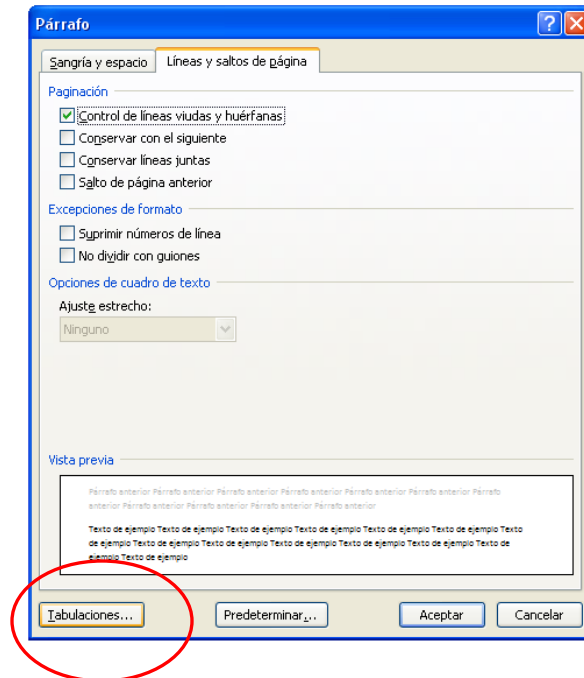 Párrafo
Sangría y espacio Líneas y saltos de página
Paginación
Control de líneas viudas y huérfanas
Conservar con el siguiente
Conservar líneas juntas
Salto de página anterior
Excepciones de formato
Suprimir números de línea
No dividir con guiones
Opciones de cuadro de texto
Ajuste estrecho:
Ninguno
Vista previa
Párrafo anterior Párrafo anterior Párrafo anterior Párrafo anterior Párrafo anterior Párrafo anterior Párrafo
anterior Párrafo anterior Párrafo anterior Párrafo anterior Párrafo anterior
Texto de ejemplo Texto de ejemplo Texto de ejemplo Texto de ejemplo Texto de ejemplo Texto de ejemplo Texto
de ejemplo Texto de ejemplo Texto de ejemplo Texto de ejemplo Texto de ejemplo Texto de ejemplo Texto de
ejemplo Texto de ejemplo
Tabulaciones... Predeterminar... Aceptar Cancelar